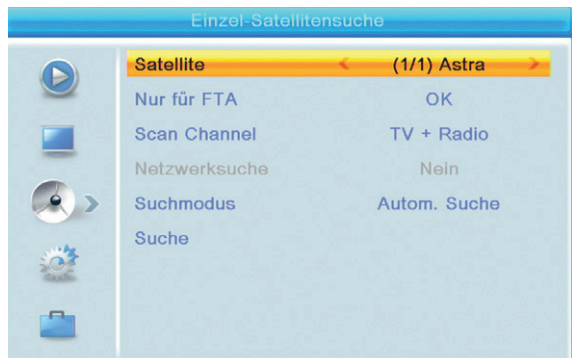 Einzel-Satellitensuche
Satellite (1/1) Astra
Nur für FTA OK
Scan Channel TV + Radio
Netzwerksuche Nein
Suchmodus Autom. Suche
Suche